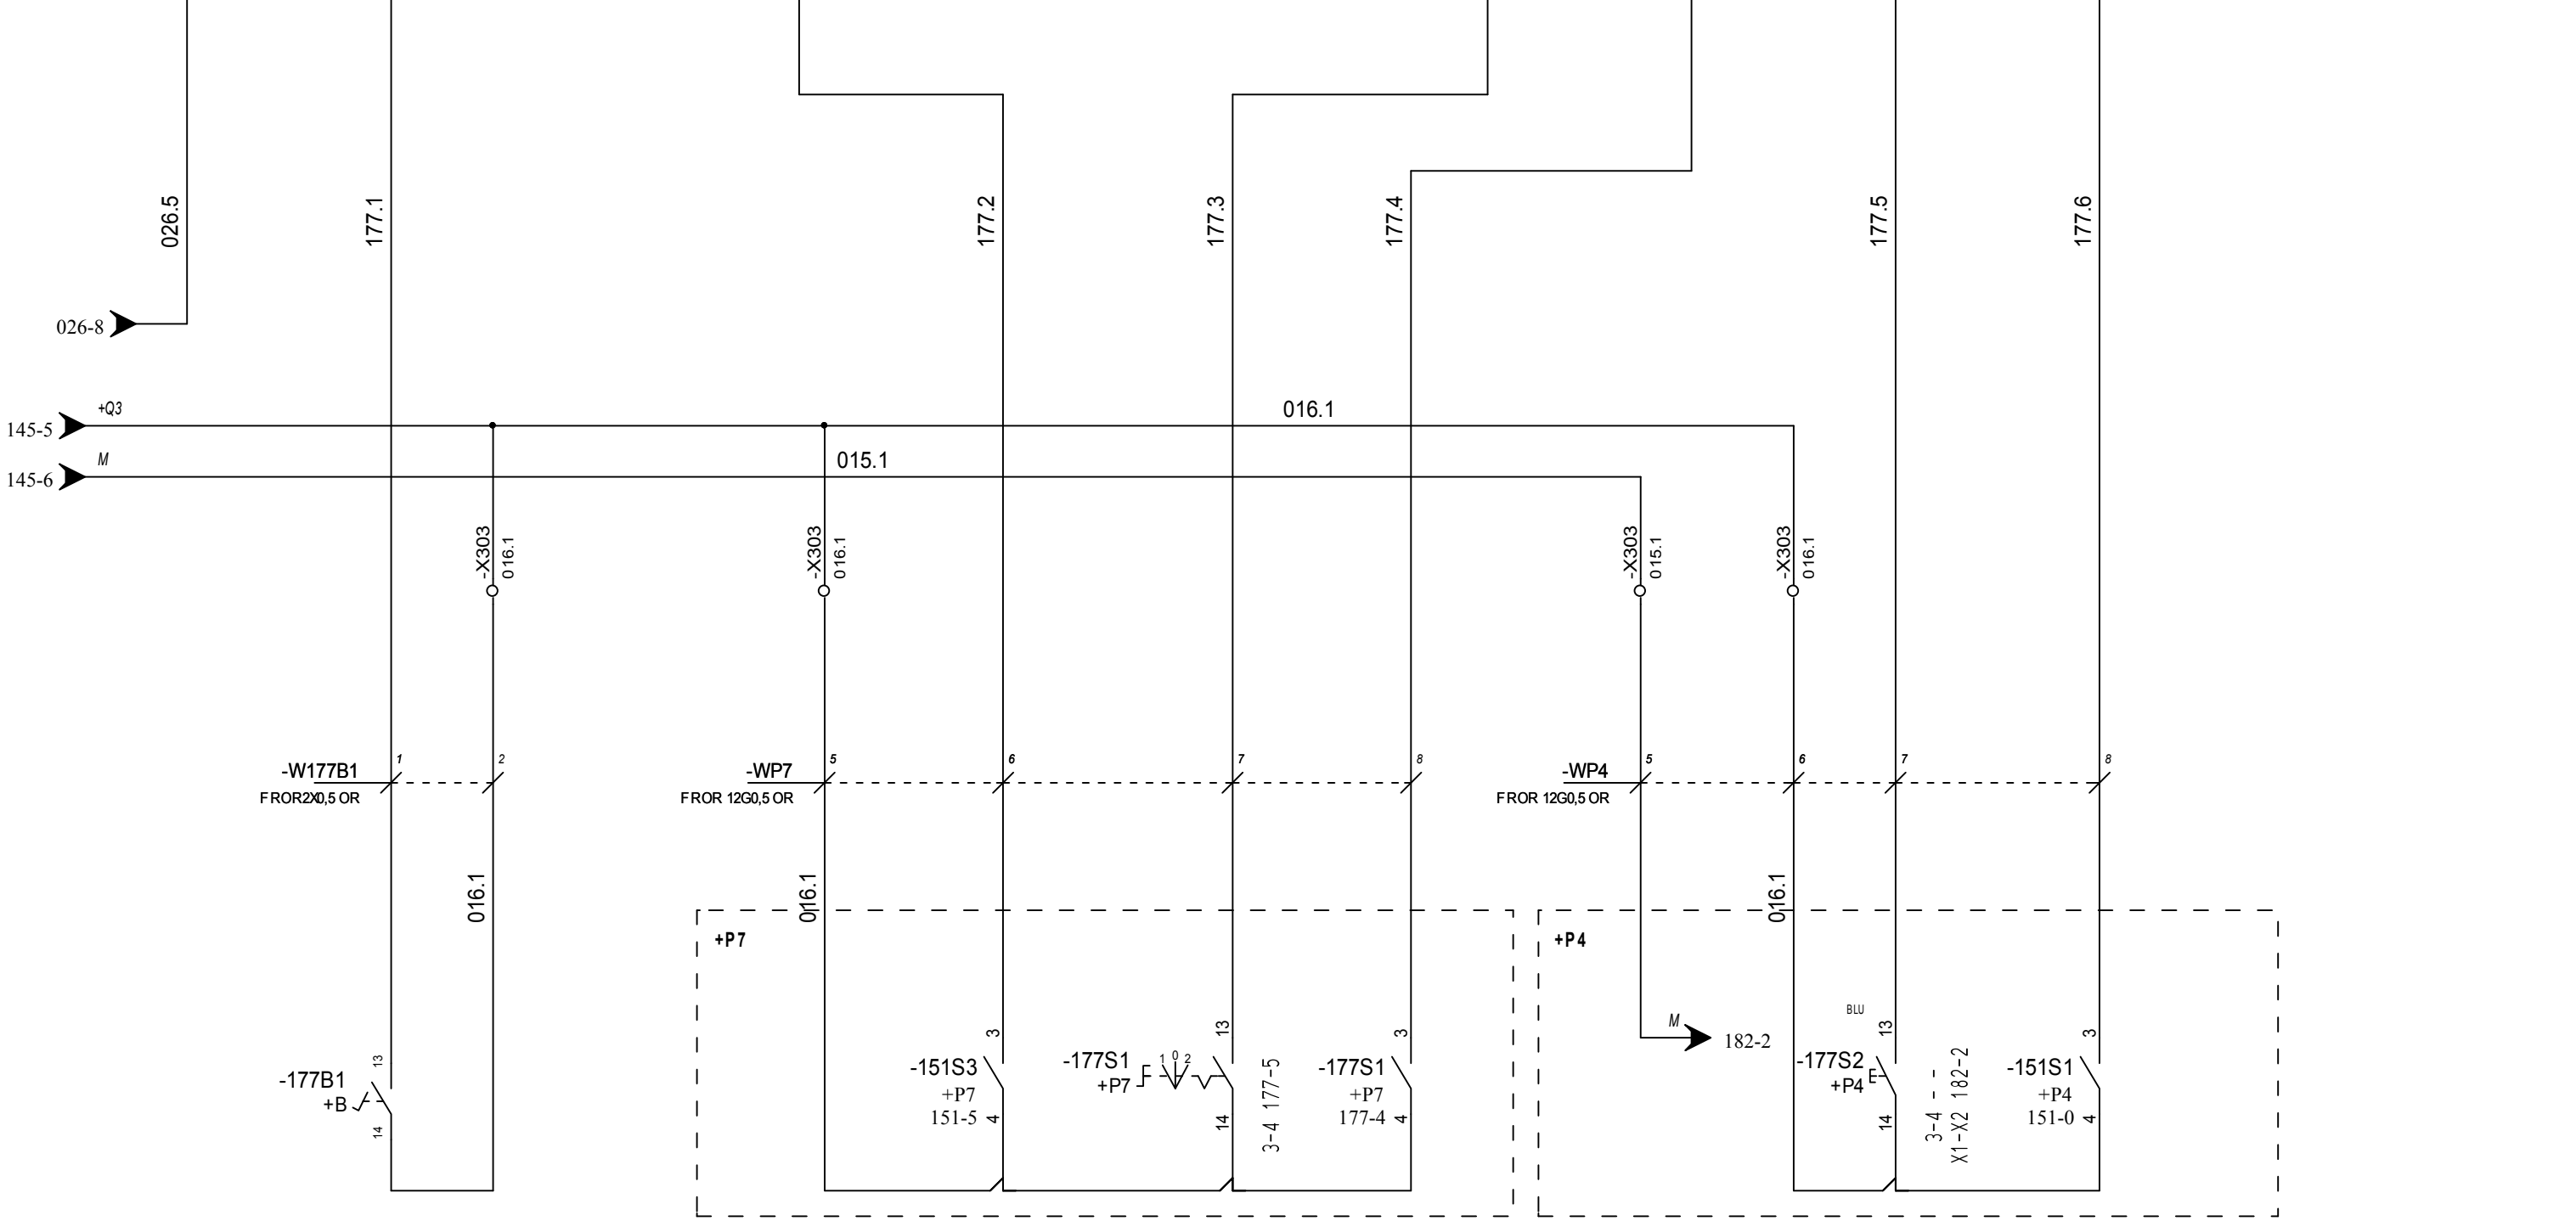 026.5
177.1
177.2
177.3
177.4
177.5
177.6
026-8
145-5
+Q3
016.1
145-6
M
015.1
-X303
016.1
-X303
016.1
-X303
015.1
-X303
016.1
-W177B1
FROR2X0,5 OR
1
2
-WP7
FROR 12G0,5 OR
5
6
7
8
-WP4
FROR 12G0,5 OR
5
6
7
8
016.1
016.1
016.1
+P7
+P4
-177B1
+B
13
14
-151S3
+P7
151-5
3
4
-177S1
+P7
1 0 2
13
14
3-4 177-5
-177S1
+P7
177-4
3
4
M
182-2
BLU
-177S2
+P4
13
14
3-4 --
X1-X2 182-2
-151S1
+P4
151-0
3
4